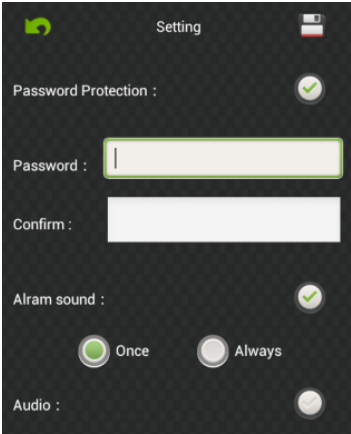 Setting
Password Protection :
Password :
Confirm :
Alram sound :
Once Always
Audio :